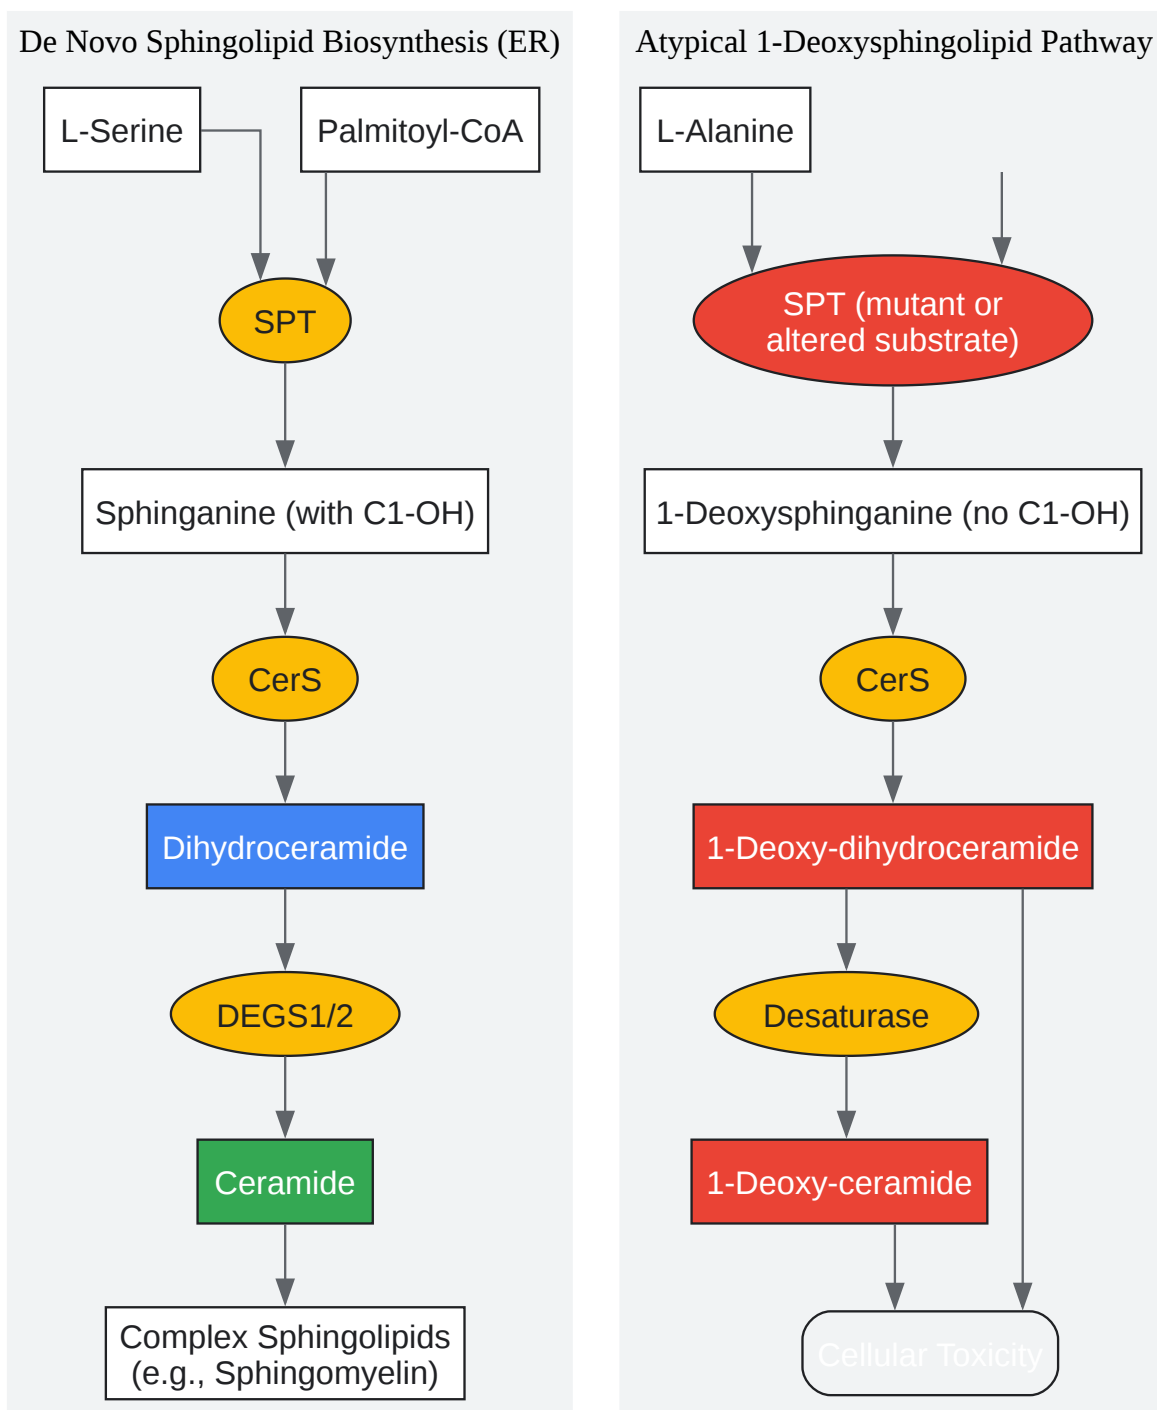 De Novo Sphingolipid Biosynthesis (ER)
L-Serine
Palmitoyl-CoA
SPT
Sphinganine (with C1-OH)
CerS
Dihydroceramide
DEGS1/2
Ceramide
Complex Sphingolipids
(e.g., Sphingomyelin)
Atypical 1-Deoxysphingolipid Pathway
L-Alanine
SPT (mutant or
altered substrate)
1-Deoxysphinganine (no C1-OH)
CerS
1-Deoxy-dihydroceramide
Desaturase
1-Deoxy-ceramide
Cellular Toxicity